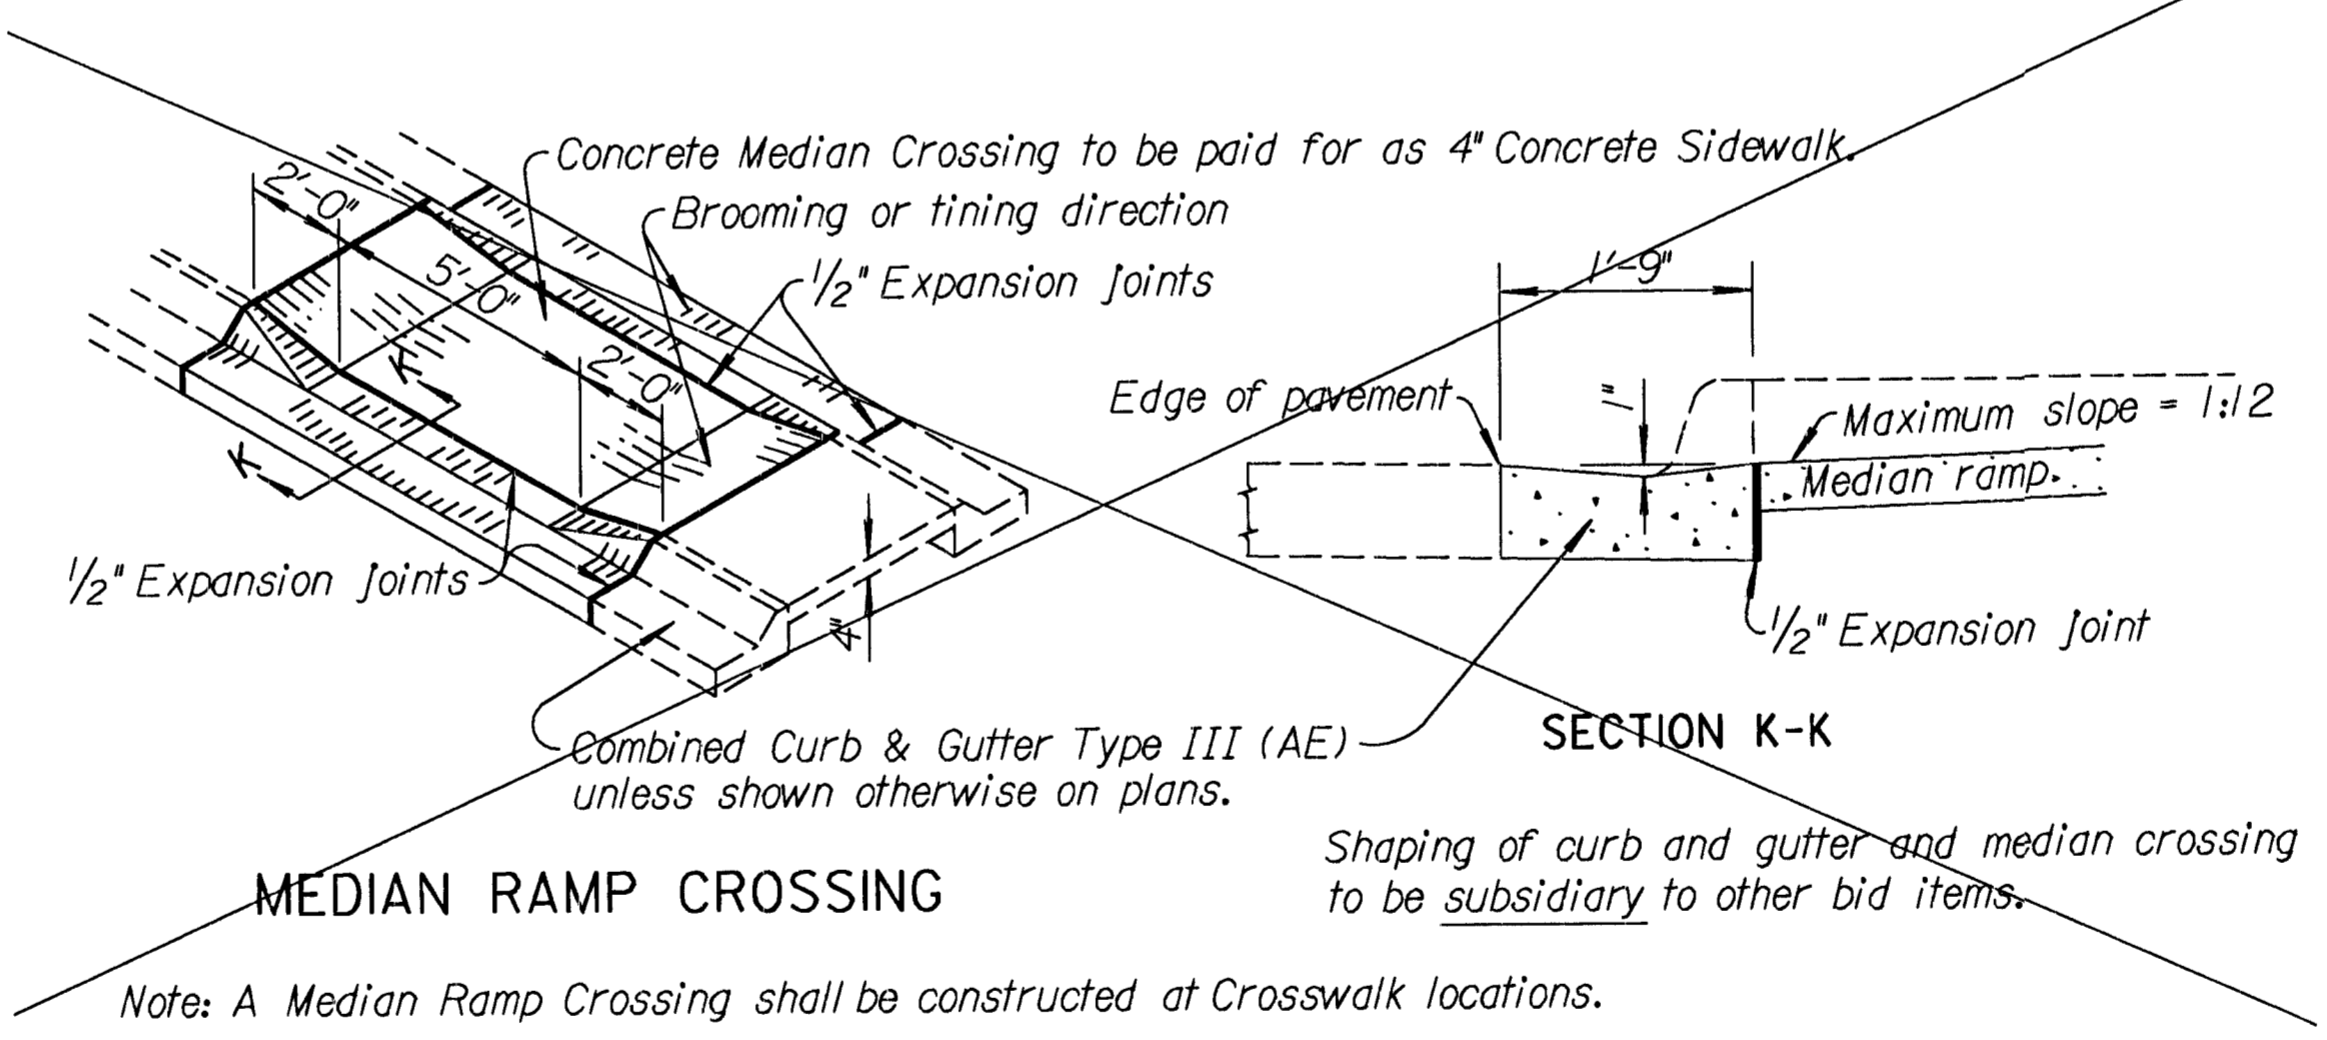 Concrete Median Crossing to be paid for as 4" Concrete Sidewalk.
Brooming or tining direction
1/2" Expansion joints
2'-0"
5'-0"
2'-0"
K
K
1/2" Expansion joints
4"
Combined Curb & Gutter Type III (AE)
unless shown otherwise on plans.
MEDIAN RAMP CROSSING
1'-9"
Edge of pavement
1"
Maximum slope = 1:12
Median ramp.
1/2" Expansion joint
SECTION K-K
Shaping of curb and gutter and median crossing
to be subsidiary to other bid items.
Note: A Median Ramp Crossing shall be constructed at Crosswalk locations.